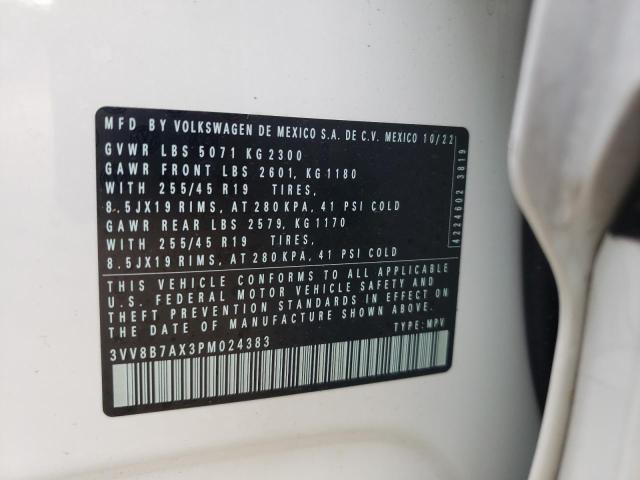 MFD BY VOLKSWAGEN DE MEXICO S.A. DE C.V. MEXICO 10/22
GVWR LBS 5071 KG 2300
GAWR FRONT LBS 2601, KG 1180
WITH 255/45 R19 TIRES,
8.5JX19 RIMS, AT 280 KPA, 41 PSI COLD
GAWR REAR LBS 2579, KG 1170
WITH 255/45 R19 TIRES,
8.5JX19 RIMS, AT 280 KPA, 41 PSI COLD
THIS VEHICLE CONFORMS TO ALL APPLICABLE
U.S. FEDERAL MOTOR VEHICLE SAFETY AND
THEFT PREVENTION STANDARDS IN EFFECT ON
THE DATE OF MANUFACTURE SHOWN ABOVE.
3VV8B7AX3PM024383 TYPE: MPV
4224602 3819